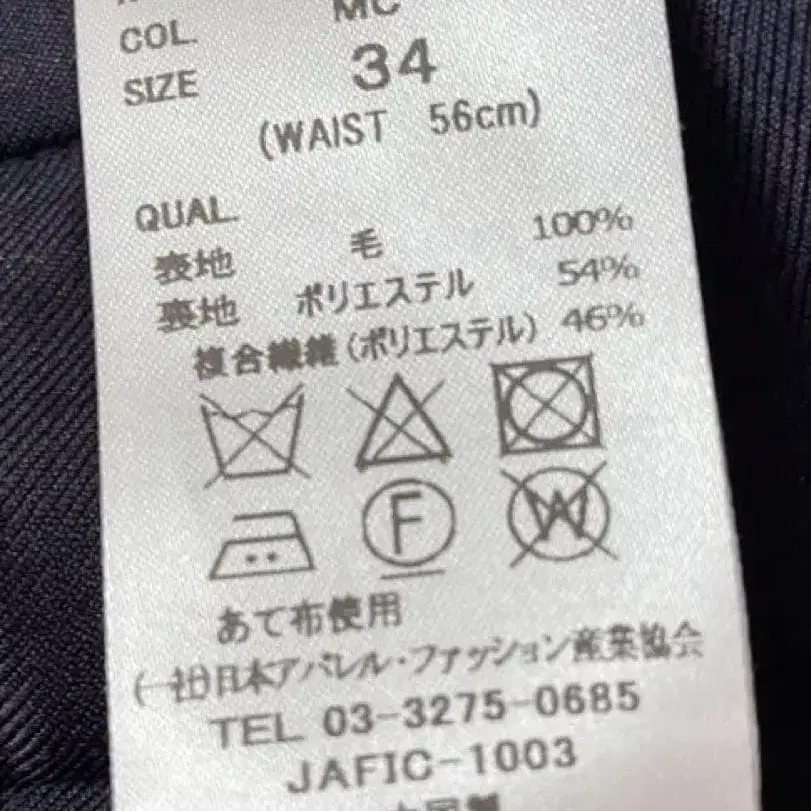 COL. MC
SIZE 34
(WAIST 56cm)
QUAL.
表地 毛 100%
裏地 ポリエステル 54%
複合繊維(ポリエステル) 46%
F W
あて布使用
(一社)日本アパレル・ファッション産業協会
TEL 03-3275-0685
JAFIC-1003